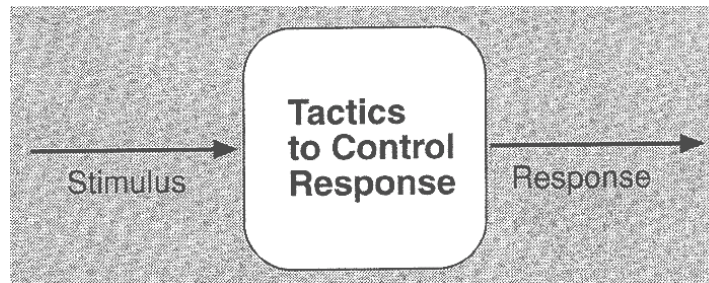 Stimulus
Tactics
to Control
Response
Response